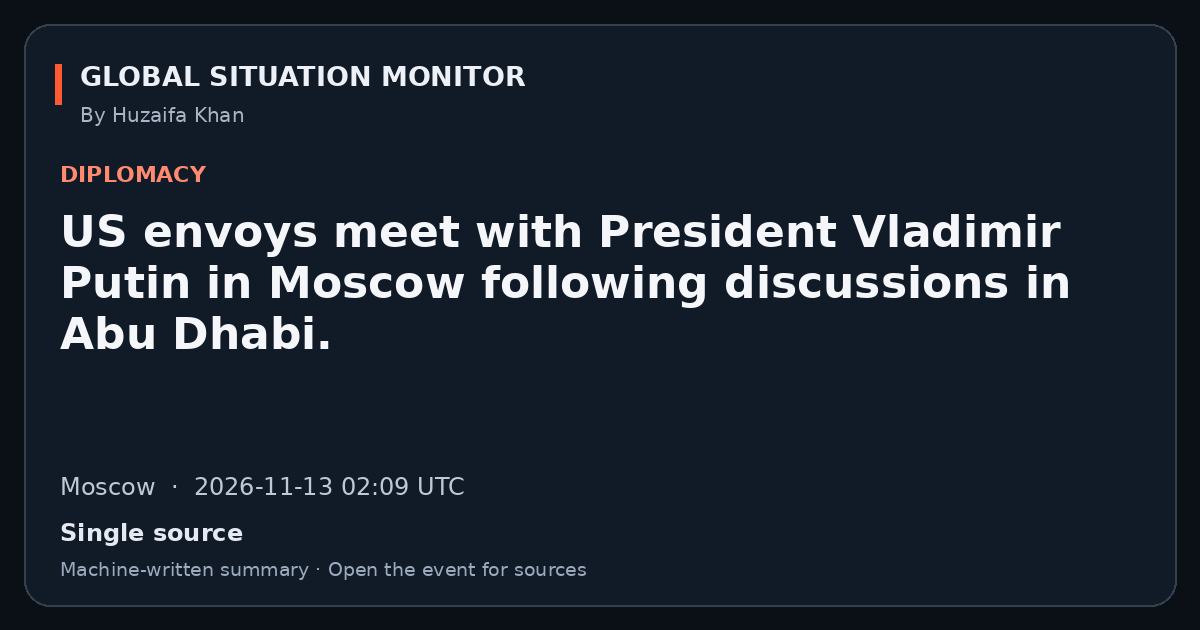 GLOBAL SITUATION MONITOR
By Huzaifa Khan
DIPLOMACY
US envoys meet with President Vladimir
Putin in Moscow following discussions in
Abu Dhabi.
Moscow · 2026-11-13 02:09 UTC
Single source
Machine-written summary · Open the event for sources